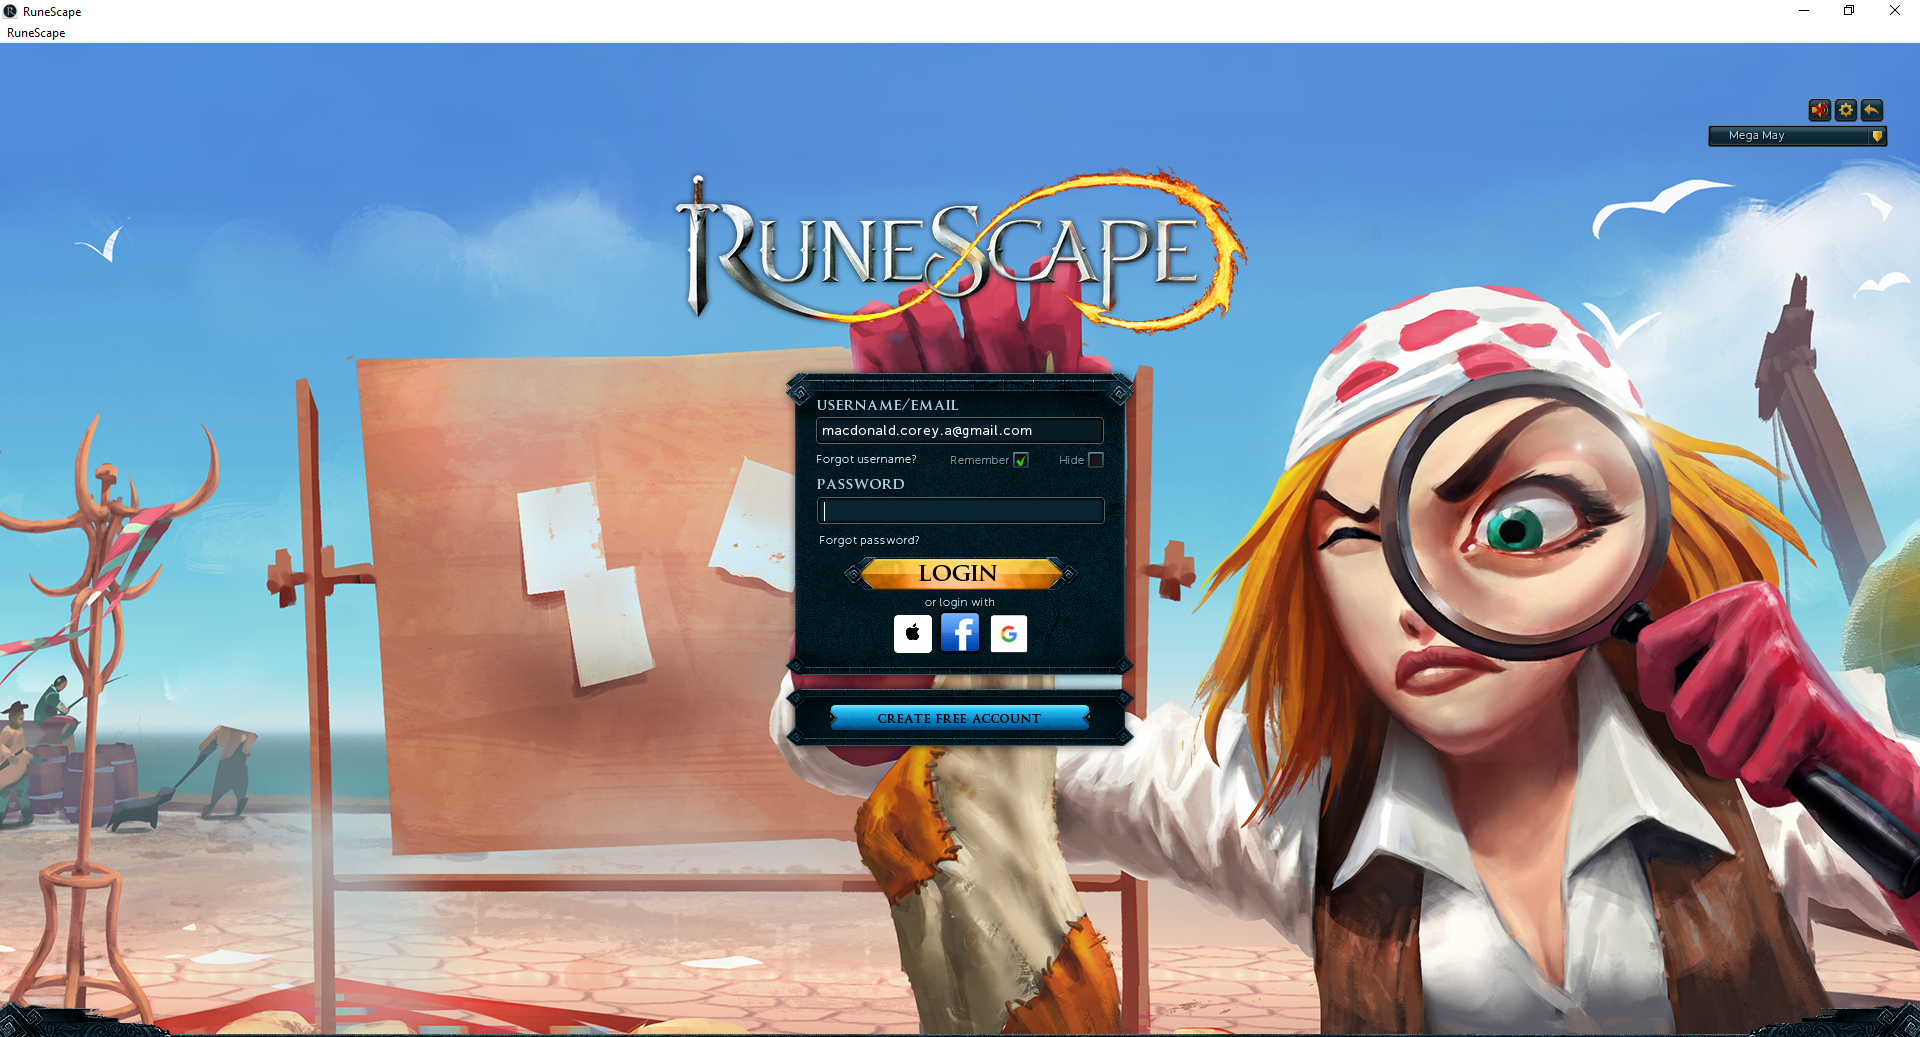 RuneScape
RuneScape
Mega May
RUNESCAPE
USERNAME/EMAIL
macdonald.corey.a@gmail.com
Forgot username? Remember Hide
PASSWORD
Forgot password?
LOGIN
or login with
CREATE FREE ACCOUNT